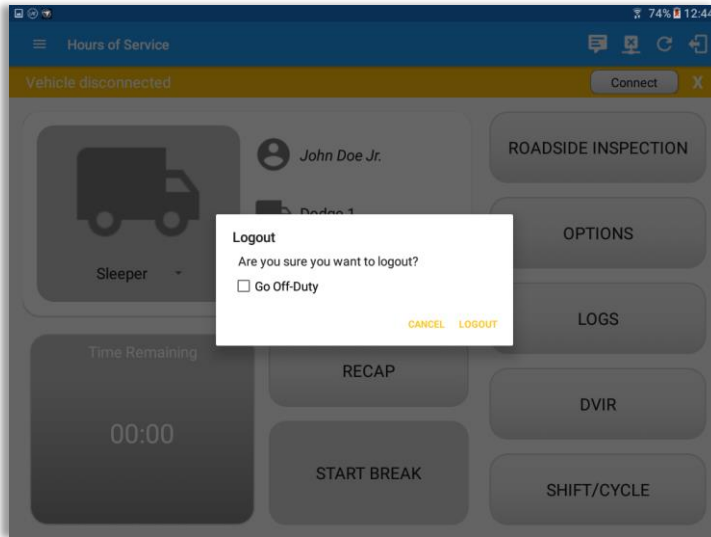 74% 12:44
Hours of Service
Vehicle disconnected
Connect
X
John Doe Jr.
Dodge 1
Sleeper
ROADSIDE INSPECTION
OPTIONS
LOGS
DVIR
SHIFT/CYCLE
Logout
Are you sure you want to logout?
Go Off-Duty
CANCEL LOGOUT
Time Remaining
00:00
RECAP
START BREAK